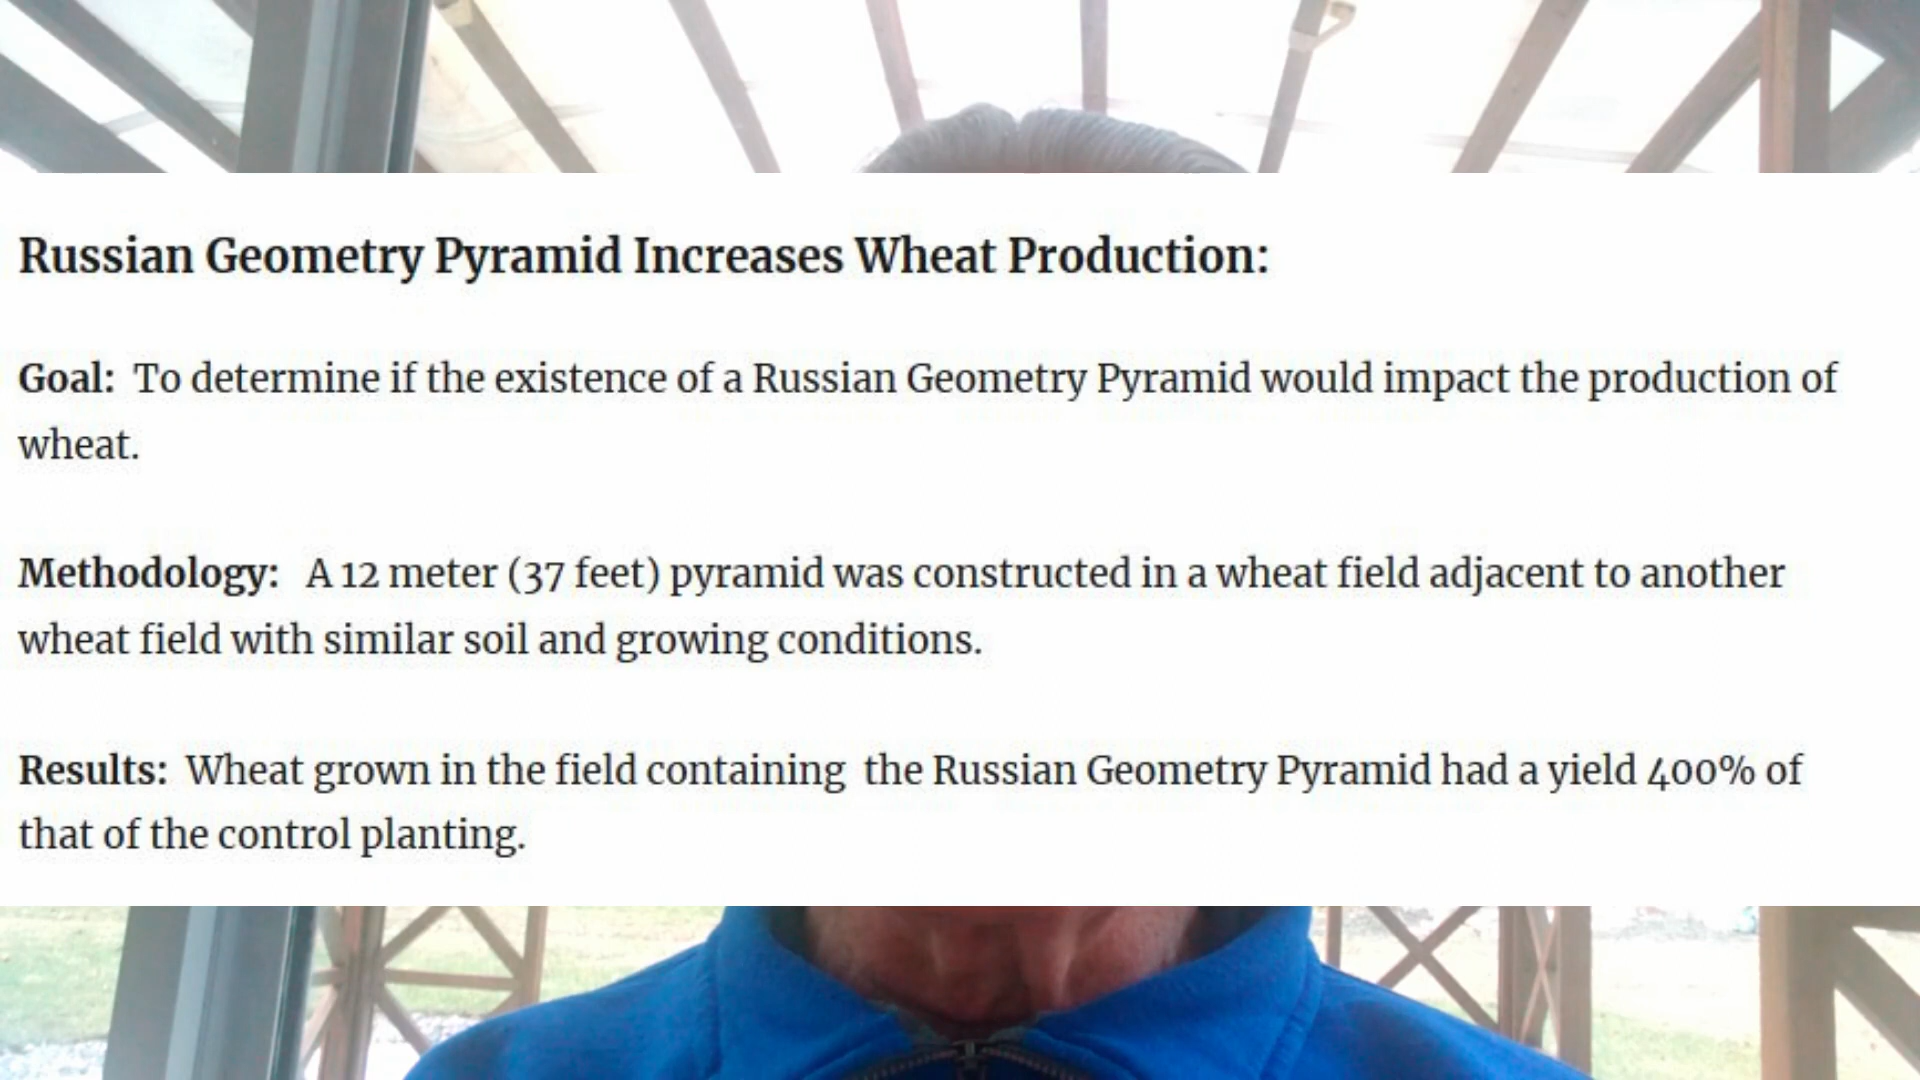 Russian Geometry Pyramid Increases Wheat Production:
Goal: To determine if the existence of a Russian Geometry Pyramid would impact the production of
wheat.
Methodology: A 12 meter (37 feet) pyramid was constructed in a wheat field adjacent to another
wheat field with similar soil and growing conditions.
Results: Wheat grown in the field containing the Russian Geometry Pyramid had a yield 400% of
that of the control planting.